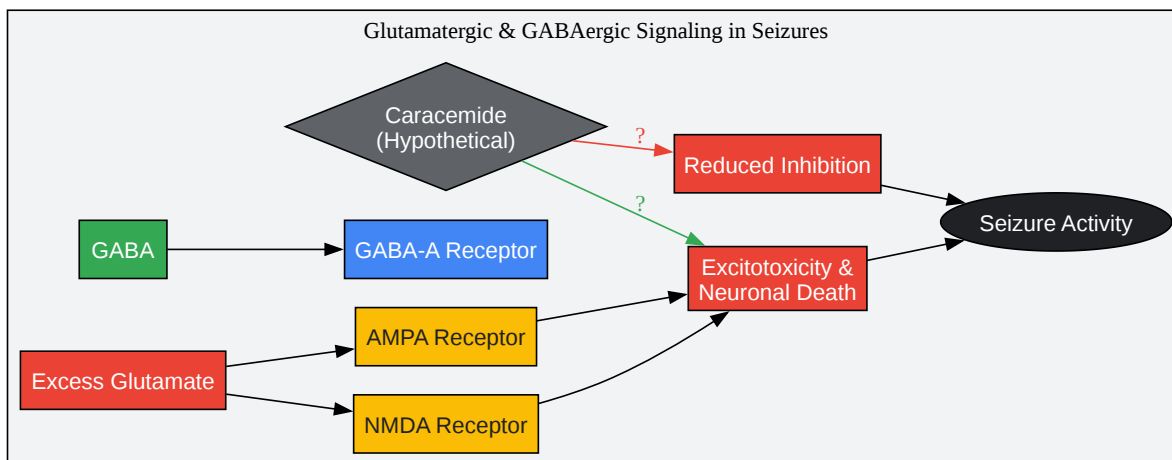 Glutamatergic & GABAergic Signaling in Seizures
Caracemide
(Hypothetical)
?
Reduced Inhibition
?
Seizure Activity
GABA
GABA-A Receptor
Excitotoxicity &
Neuronal Death
AMPA Receptor
Excess Glutamate
NMDA Receptor